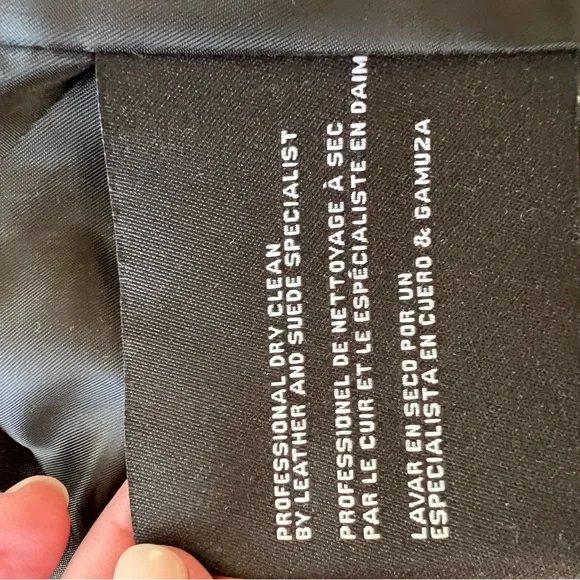 PROFESSIONAL DRY CLEAN
BY LEATHER AND SUEDE SPECIALIST
PROFESSIONEL DE NETTOYAGE À SEC
PAR LE CUIR ET LE ESPÉCIALISTE EN DAIM
LAVAR EN SECO POR UN
ESPECIALISTA EN CUERO & GAMUZA